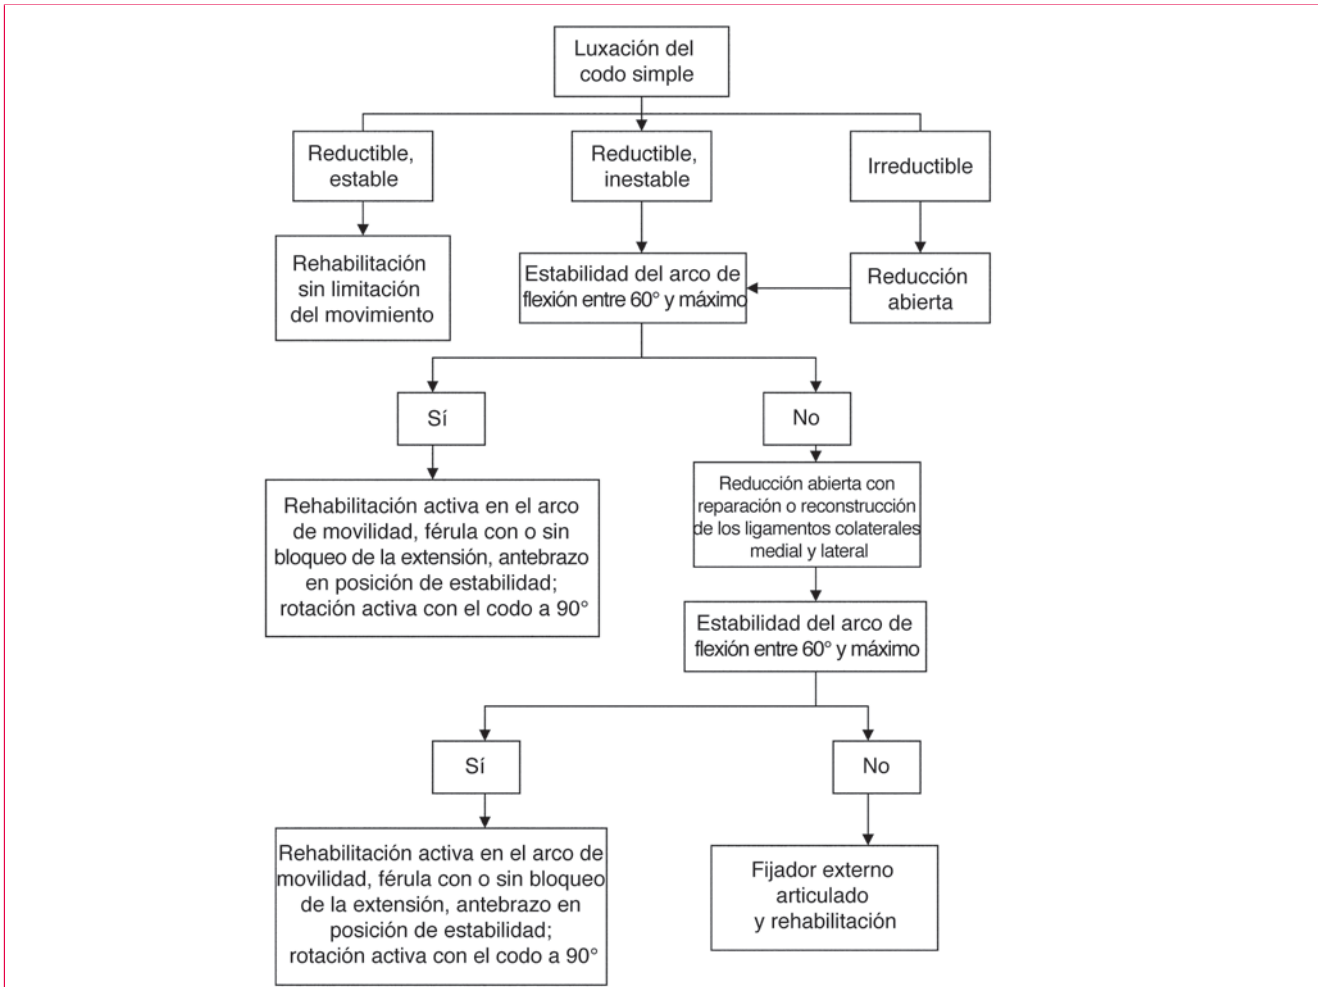 Luxación del
codo simple
Reductible,
estable
Reductible,
inestable
Irreductible
Rehabilitación
sin limitación
del movimiento
Estabilidad del arco de
flexión entre 60° y máximo
Reducción
abierta
Sí
No
Rehabilitación activa en el arco
de movilidad, férula con o sin
bloqueo de la extensión, antebrazo
en posición de estabilidad;
rotación activa con el codo a 90°
Reducción abierta con
reparación o reconstrucción
de los ligamentos colaterales
medial y lateral
Estabilidad del arco de
flexión entre 60° y máximo
Sí
No
Rehabilitación activa en el arco de
movilidad, férula con o sin bloqueo
de la extensión, antebrazo en
posición de estabilidad;
rotación activa con el codo a 90°
Fijador externo
articulado
y rehabilitación